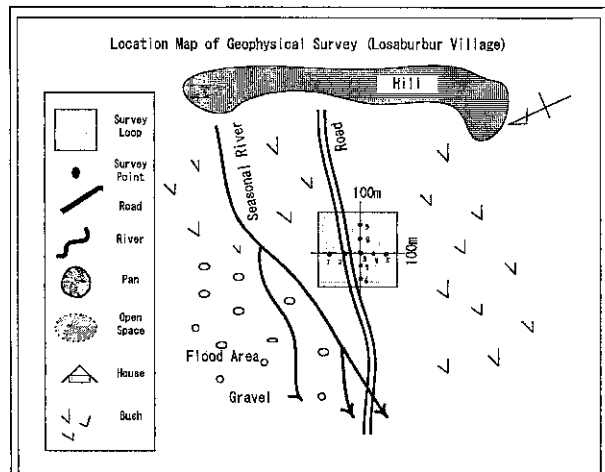 Location Map of Geophysical Survey (Losaburbur Village)
Hill
Survey
Loop
Survey
Point
Road
River
Pan
Open
Space
House
Bush
Seasonal River
Road
100m
100m
Flood Area
Gravel